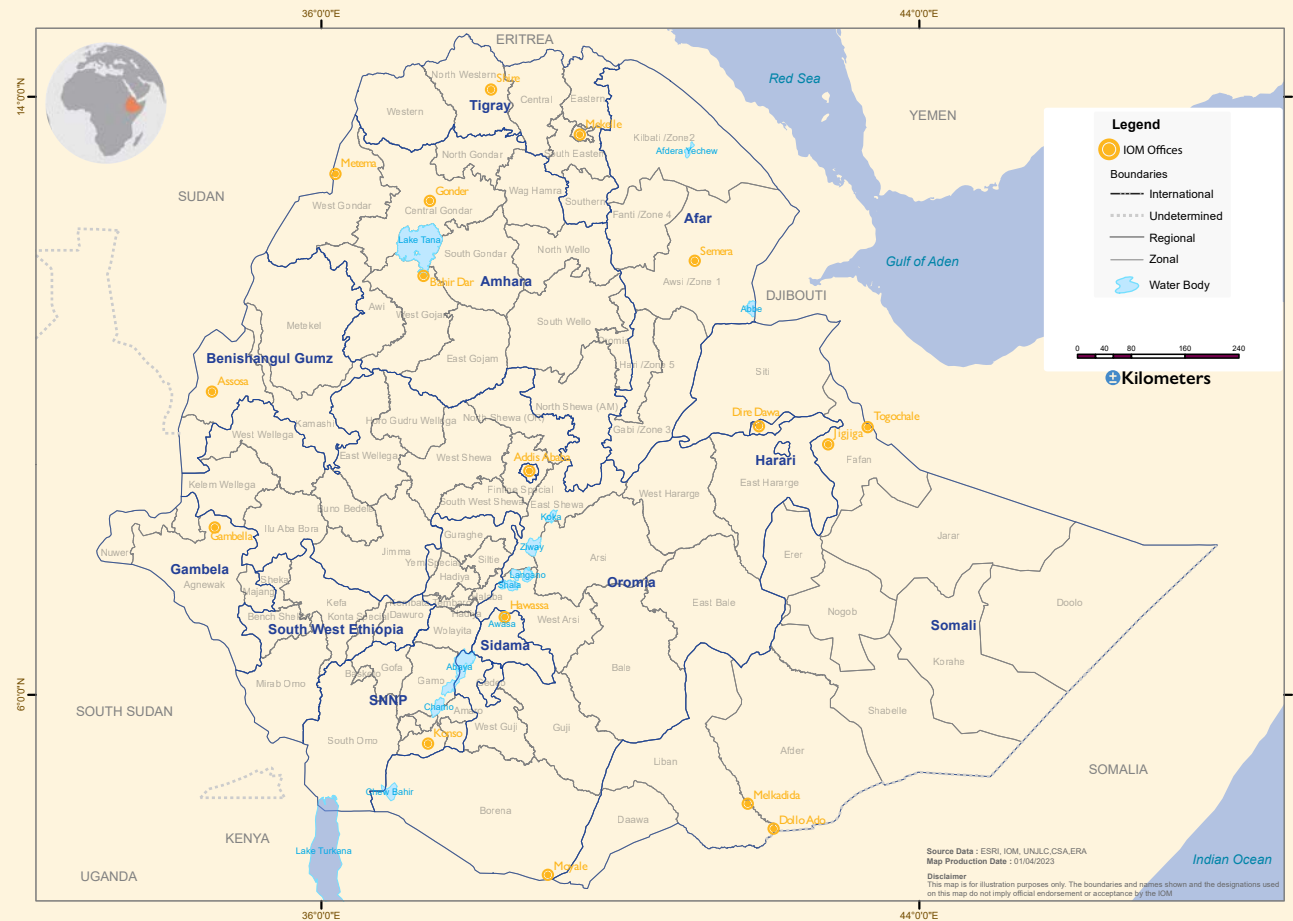 36°0'0"E
44°0'0"E
ERITREA
14°0'0"N
Red Sea
YEMEN
North Western
Shire
Tigray
Central
Eastern
Western
Mekelle
South Eastern
Kilbati /Zone2
Afdera Yechew
Legend
IOM Offices
Boundaries
International
Undetermined
Regional
Zonal
Water Body
0 40 80 160 240
Kilometers
SUDAN
Metema
North Gondar
West Gondar
Gonder
Central Gondar
Wag Hamra
Southern
Fanti /Zone 4
Afar
Lake Tana
South Gondar
North Wello
Semera
Awsi /Zone 1
Gulf of Aden
Bahir Dar
Amhara
DJIBOUTI
Abbe
Awi
West Gojam
Metekel
South Wello
Oromia
Benishangul Gumz
East Gojam
Hari /Zone 5
Siti
Assosa
Kamashi
Horo Gudru Wellega
North Shewa (OR)
North Shewa (AM)
Gabi /Zone 3
Dire Dawa
Togochale
Jigjiga
Fafan
West Wellega
East Wellega
West Shewa
Addis Ababa
Harari
East Hararge
Kelem Wellega
Finfine Special
South West Shewa
East Shewa
West Hararge
Koka
Buno Bedele
Ilu Aba Bora
Gambella
Nuwer
Jimma
Guraghe
Ziway
Arsi
Erer
Jarar
Yem Special
Siltie
Gambela
Agnewak
Sheka
Majang
Hadiya
Langano
Shala
Halaba
Oromia
Kefa
Kembata Tembaro
Hadiya
Hawassa
Awasa
East Bale
Nogob
Doolo
Bench Sheko
Konta Special
Dawuro
South West Ethiopia
Wolayita
West Arsi
Sidama
Somali
Korahe
Gofa
Abaya
Bale
Mirab Omo
Basketo
Gamo
Gedeo
6°0'0"N
SNNP
Chamo
Amaro
SOUTH SUDAN
Shabelle
West Guji
Guji
South Omo
Konso
Afder
Liban
SOMALIA
Chew Bahir
Melkadida
Borena
Daawa
Dollo Ado
KENYA
Lake Turkana
Moyale
UGANDA
Indian Ocean
Source Data : ESRI, IOM, UNJLC,CSA,ERA
Map Production Date : 01/04/2023
Disclaimer
This map is for illustration purposes only. The boundaries and names shown and the designations used
on this map do not imply official endorsement or acceptance by the IOM
36°0'0"E
44°0'0"E